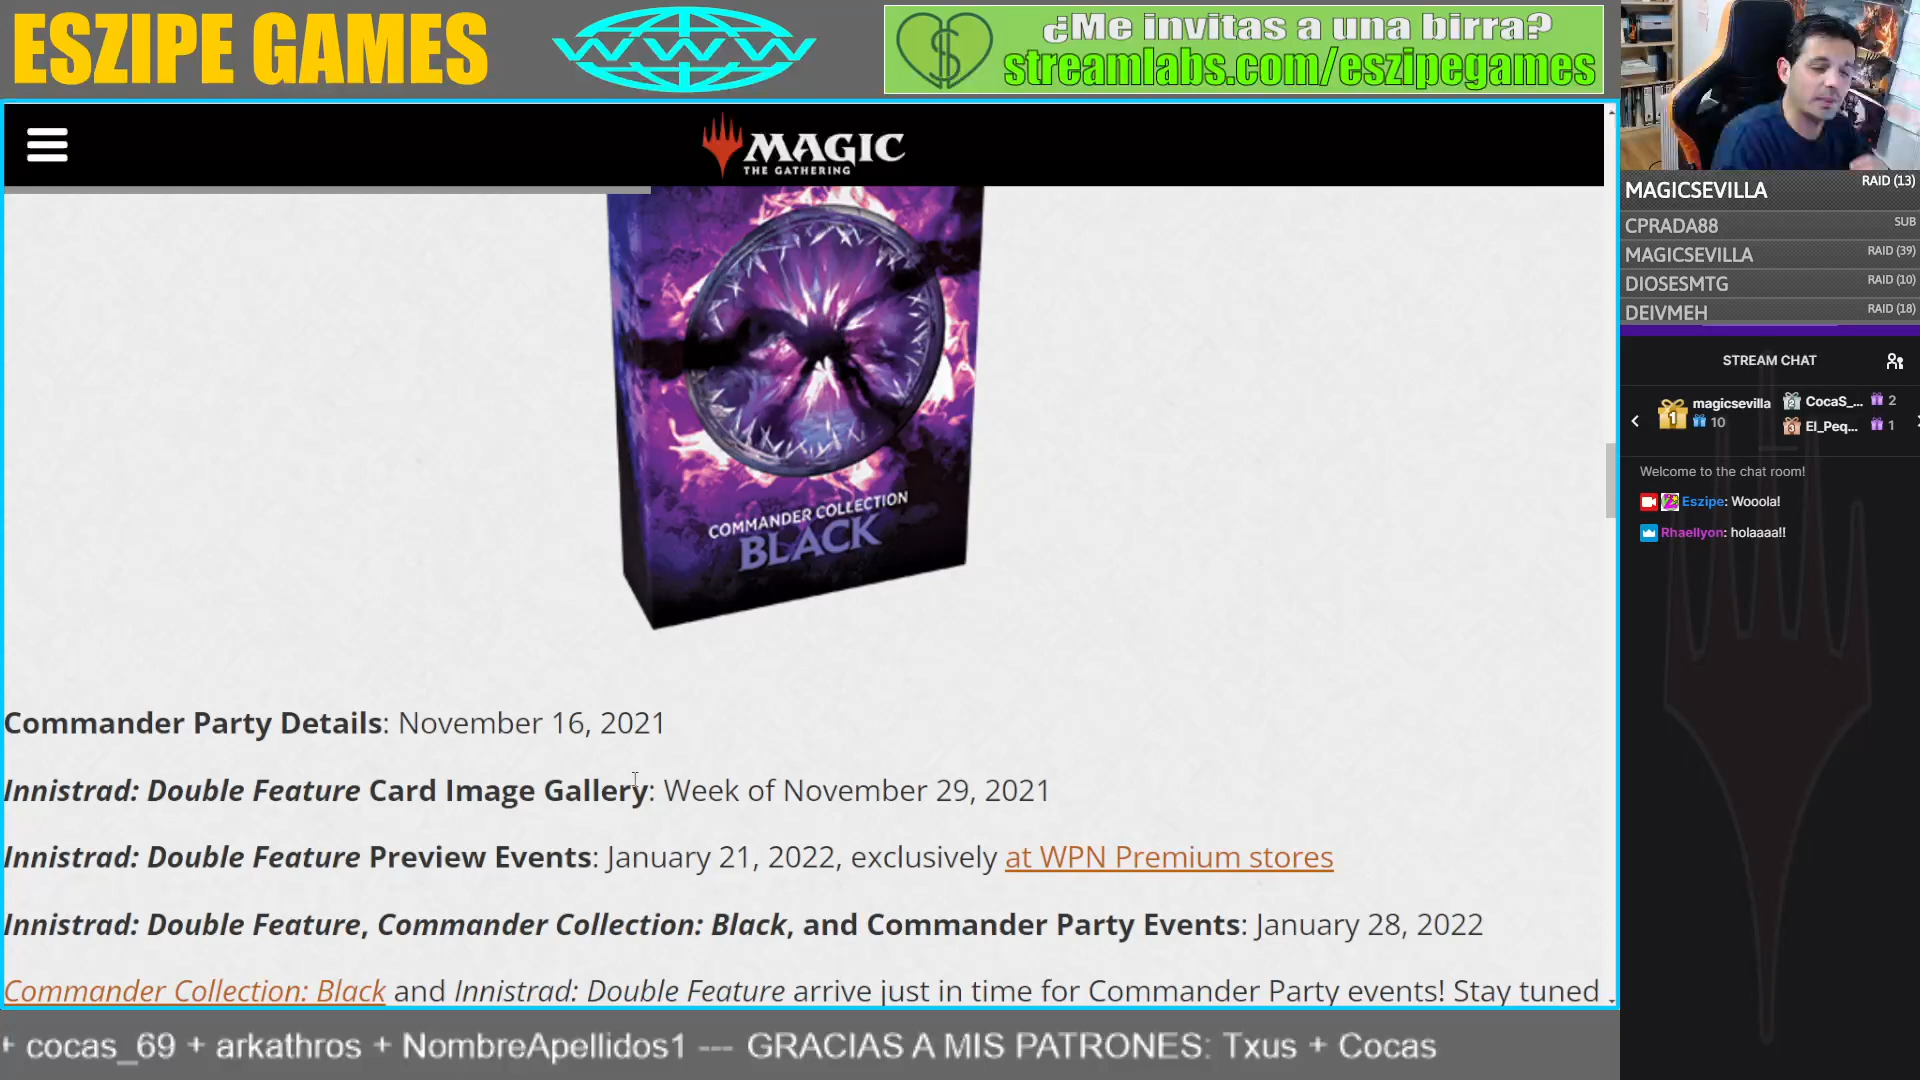 ESZIPE GAMES
WWW
¿Me invitas a una birra?
streamlabs.com/eszipegames
MAGIC
THE GATHERING
COMMANDER COLLECTION
BLACK
Commander Party Details: November 16, 2021
Innistrad: Double Feature Card Image Gallery: Week of November 29, 2021
Innistrad: Double Feature Preview Events: January 21, 2022, exclusively at WPN Premium stores
Innistrad: Double Feature, Commander Collection: Black, and Commander Party Events: January 28, 2022
Commander Collection: Black and Innistrad: Double Feature arrive just in time for Commander Party events! Stay tuned
+ cocas_69 + arkathros + NombreApellidos1 --- GRACIAS A MIS PATRONES: Txus + Cocas
MAGICSEVILLA RAID (13)
CPRADA88 SUB
MAGICSEVILLA RAID (39)
DIOSESMTG RAID (10)
DEIVMEH RAID (18)
STREAM CHAT
1 magicsevilla 10
2 CocaS_... 2
3 El_Peq... 1
Welcome to the chat room!
Eszipe: Wooola!
Rhaellyon: holaaaa!!